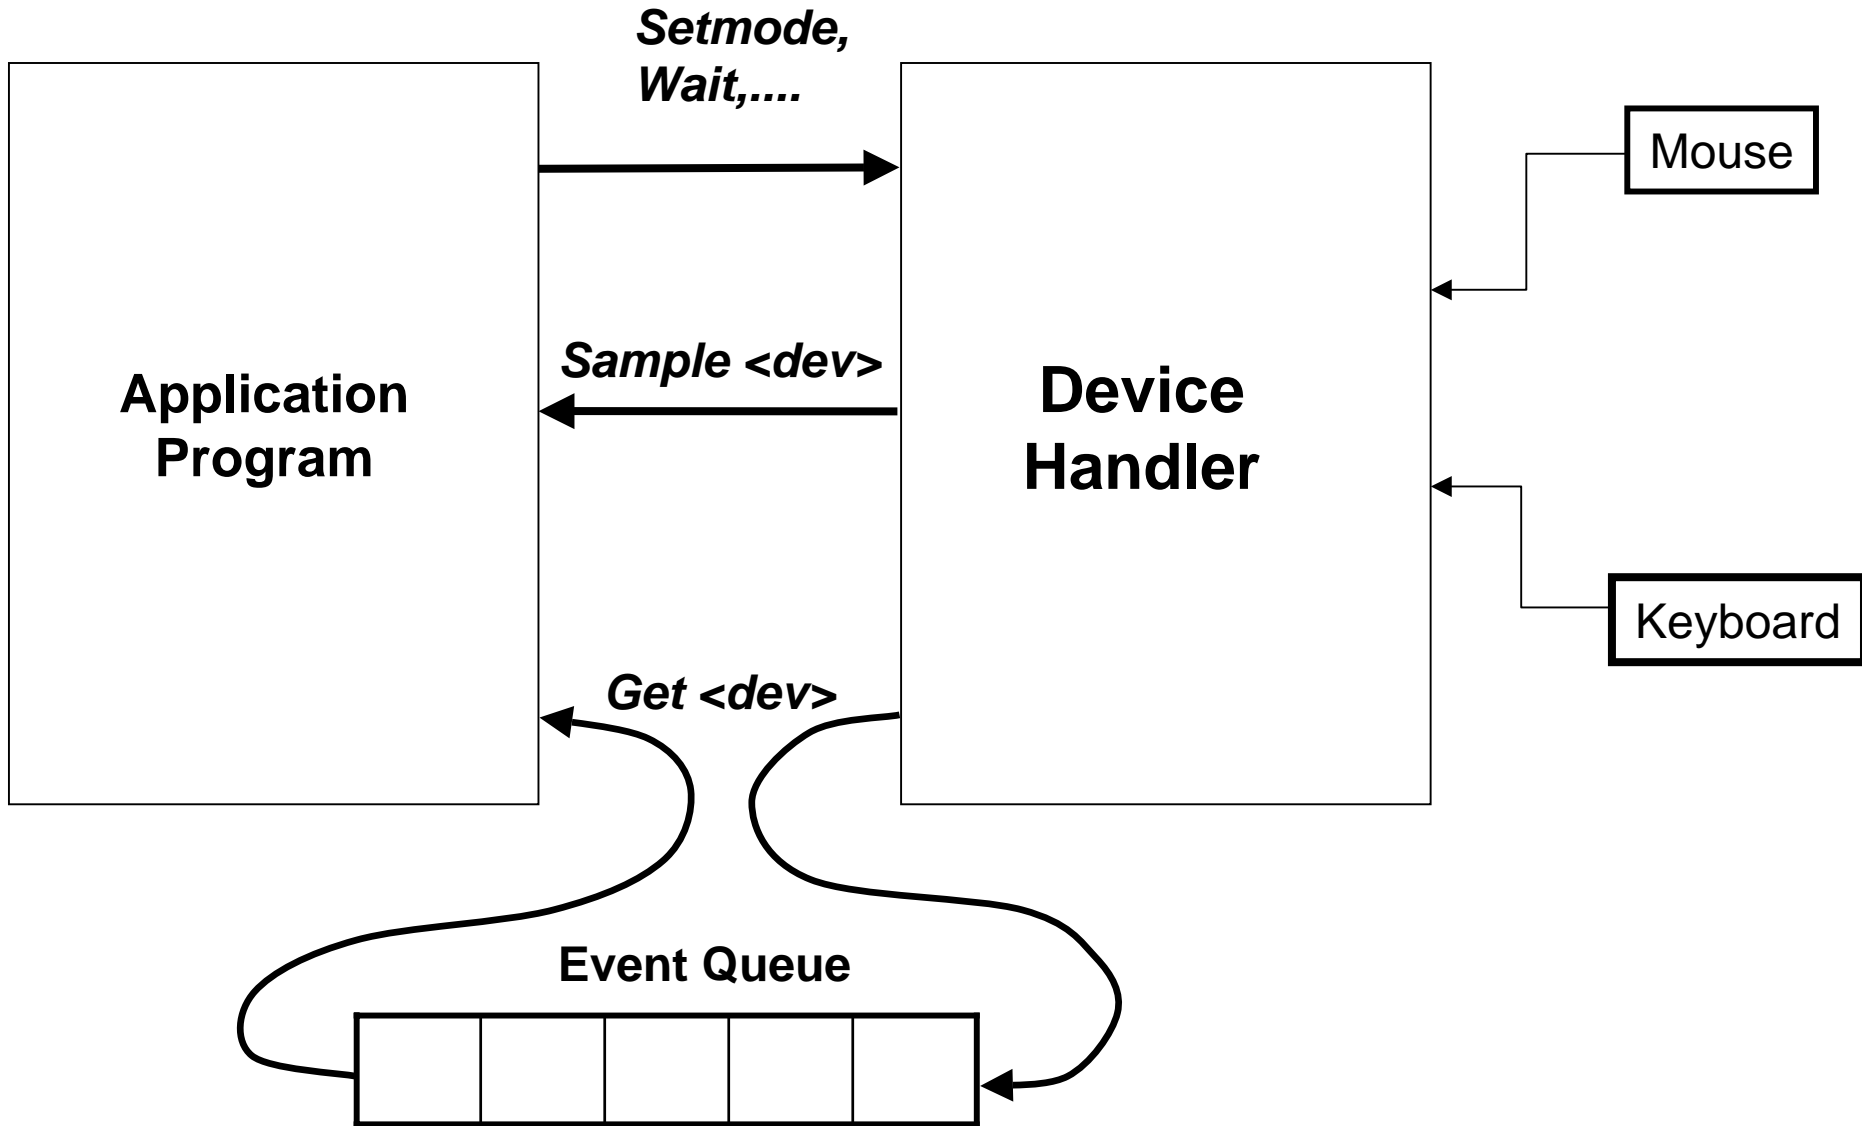 Setmode,
Wait,....
Mouse
Sample <dev>
Application
Program
Device
Handler
Keyboard
Get <dev>
Event Queue